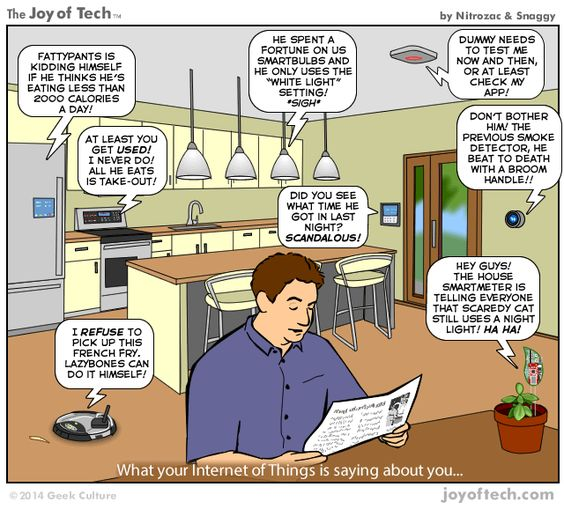 The Joy of Tech™
by Nitrozac & Snaggy
FATTYPANTS IS
KIDDING HIMSELF
IF HE THINKS HE'S
EATING LESS THAN
2000 CALORIES
A DAY!
HE SPENT A
FORTUNE ON US
SMARTBULBS AND
HE ONLY USES THE
"WHITE LIGHT"
SETTING!
*SIGH*
DUMMY NEEDS
TO TEST ME
NOW AND THEN,
OR AT LEAST
CHECK MY
APP!
AT LEAST YOU
GET USED!
I NEVER DO!
ALL HE EATS
IS TAKE-OUT!
DON'T BOTHER
HIM! THE
PREVIOUS SMOKE
DETECTOR, HE
BEAT TO DEATH
WITH A BROOM
HANDLE!!
DID YOU SEE
WHAT TIME HE
GOT IN LAST
NIGHT?
SCANDALOUS!
HEY GUYS!
THE HOUSE
SMARTMETER IS
TELLING EVERYONE
THAT SCAREDY CAT
STILL USES A NIGHT
LIGHT! HA HA!
I REFUSE TO
PICK UP THIS
FRENCH FRY.
LAZYBONES CAN
DO IT HIMSELF!
What your Internet of Things is saying about you...
© 2014 Geek Culture
joyoftech.com